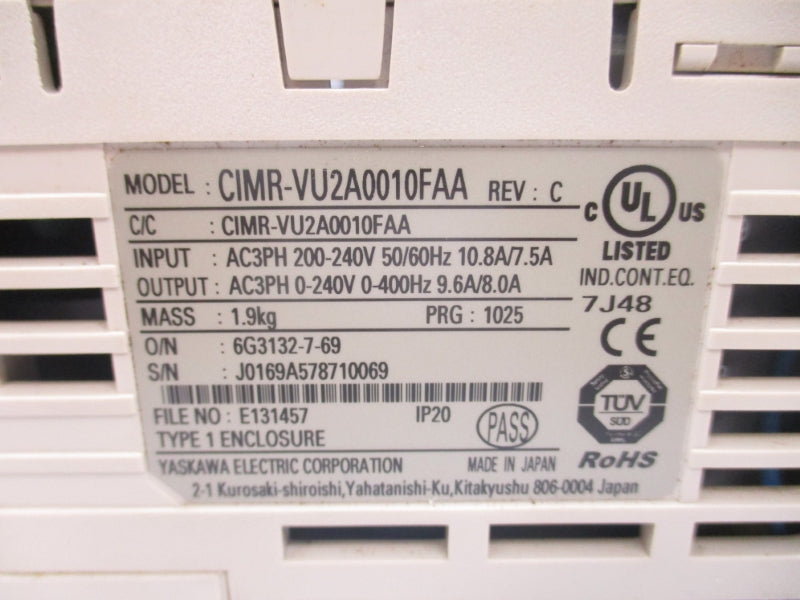 MODEL : CIMR-VU2A0010FAA REV : C
C/C : CIMR-VU2A0010FAA
INPUT : AC3PH 200-240V 50/60Hz 10.8A/7.5A
OUTPUT : AC3PH 0-240V 0-400Hz 9.6A/8.0A
MASS : 1.9kg PRG : 1025
O/N : 6G3132-7-69
S/N : J0169A578710069
FILE NO : E131457 IP20
TYPE 1 ENCLOSURE
PASS
YASKAWA ELECTRIC CORPORATION MADE IN JAPAN
2-1 Kurosaki-shiroishi,Yahatanishi-Ku,Kitakyushu 806-0004 Japan
C UL US
LISTED
IND.CONT.EQ.
7J48
CE
TÜV
SÜD
RoHS